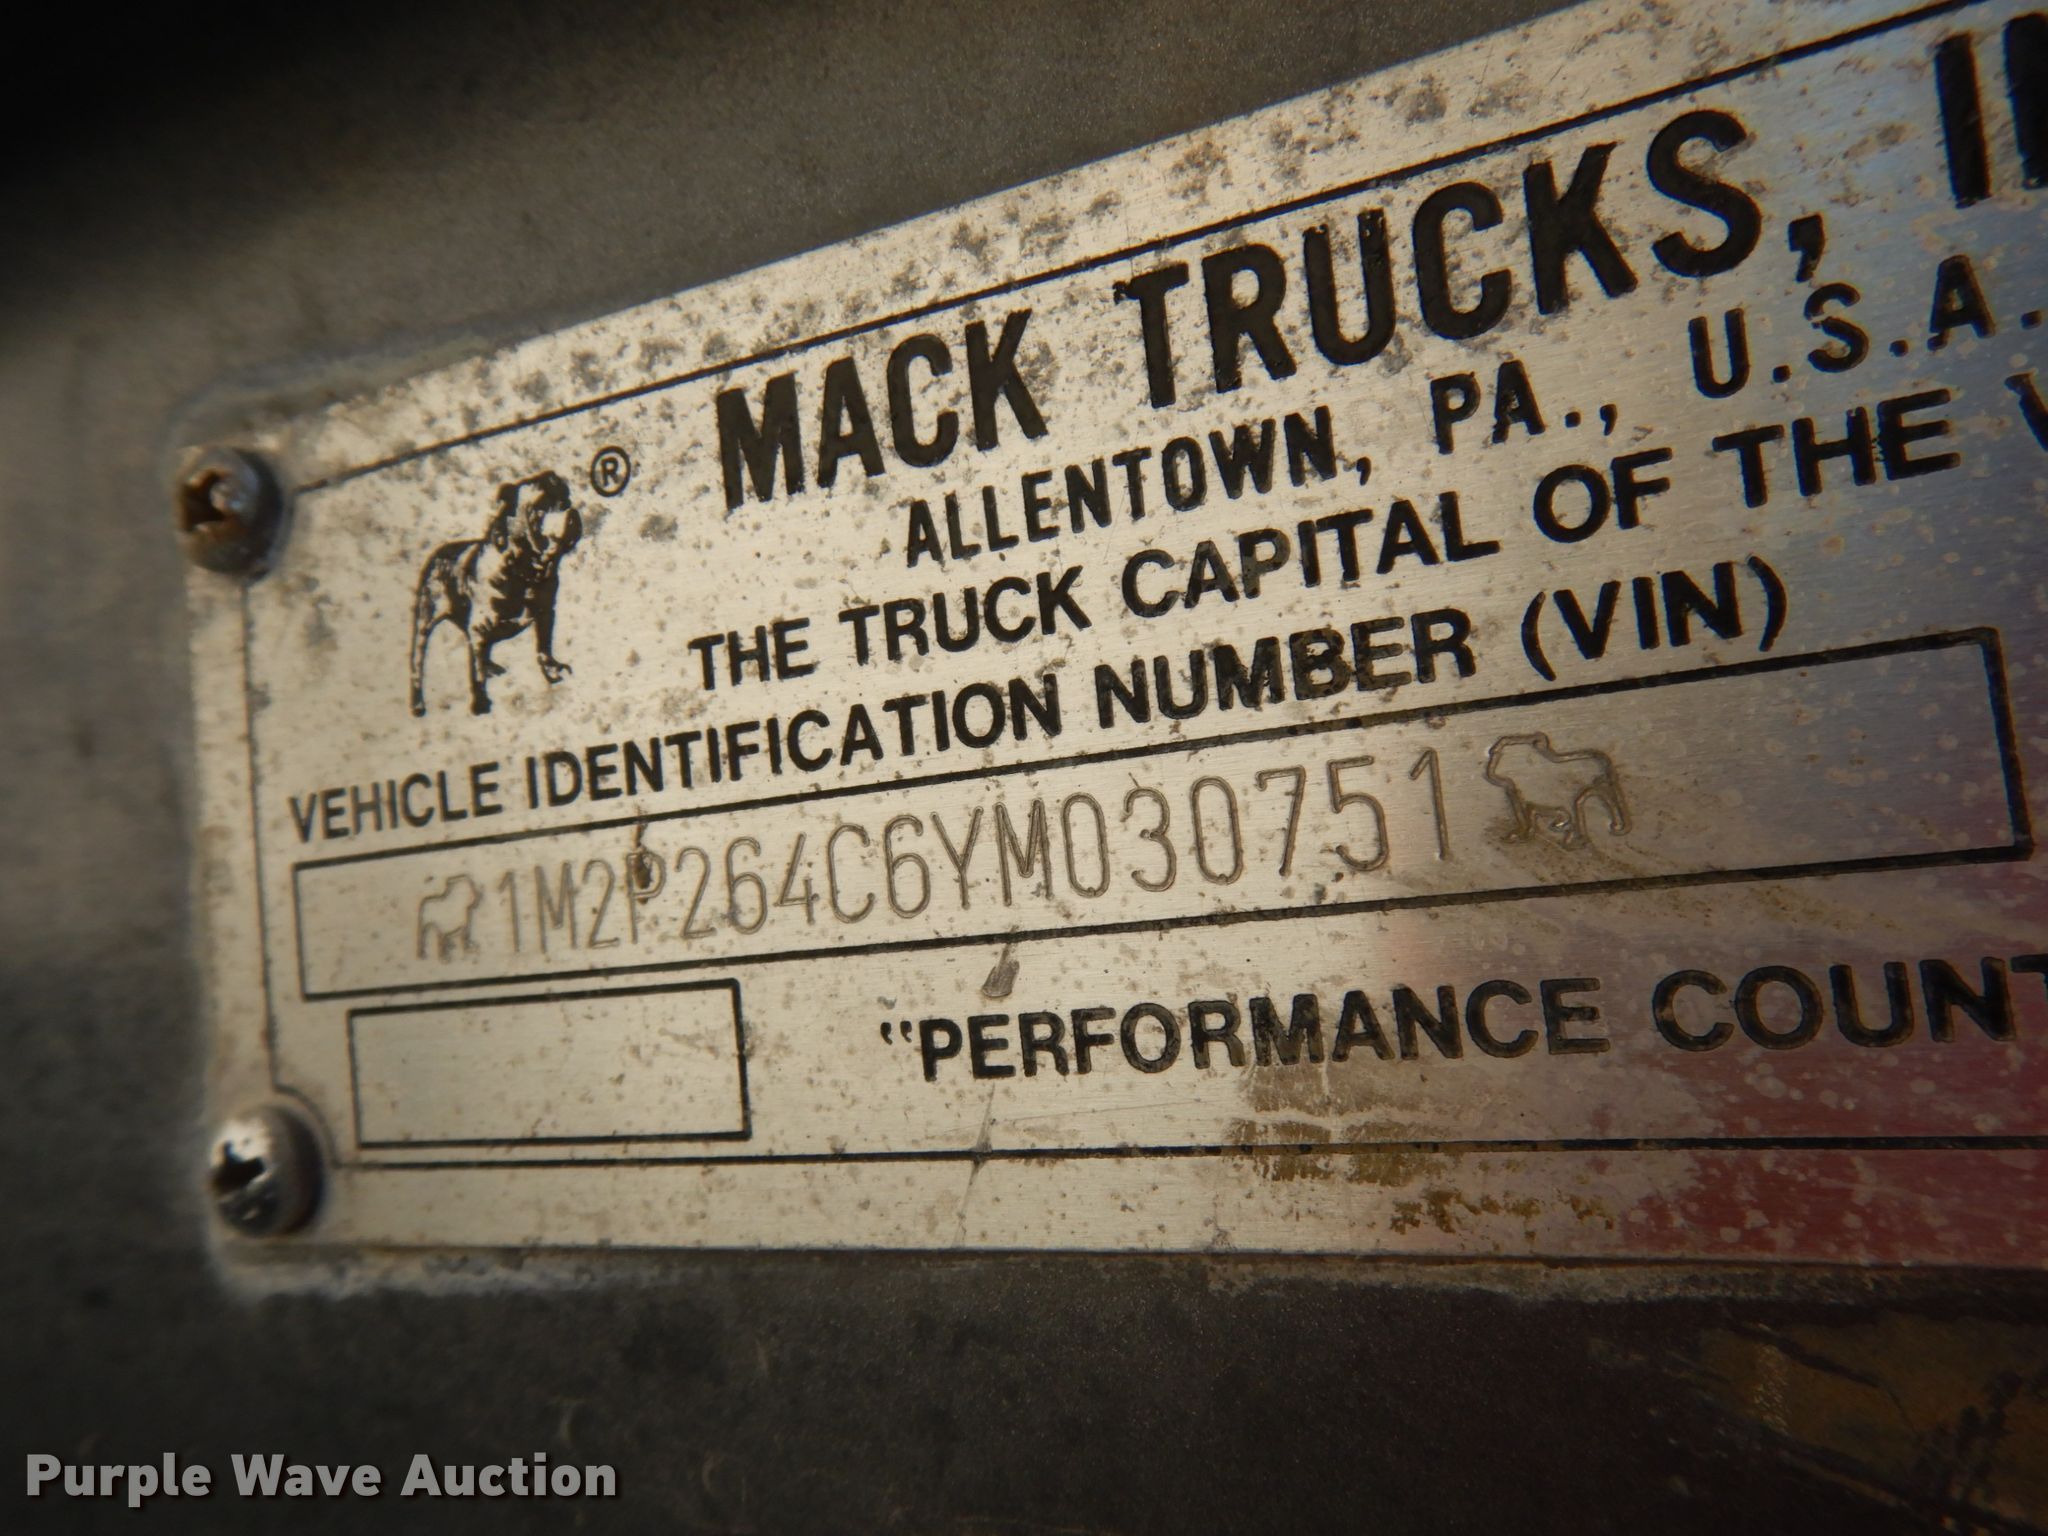 ® MACK TRUCKS, IN
ALLENTOWN, PA., U.S.A.
THE TRUCK CAPITAL OF THE
VEHICLE IDENTIFICATION NUMBER (VIN)
1M2P264C6YM030751
"PERFORMANCE COUNT
Purple Wave Auction